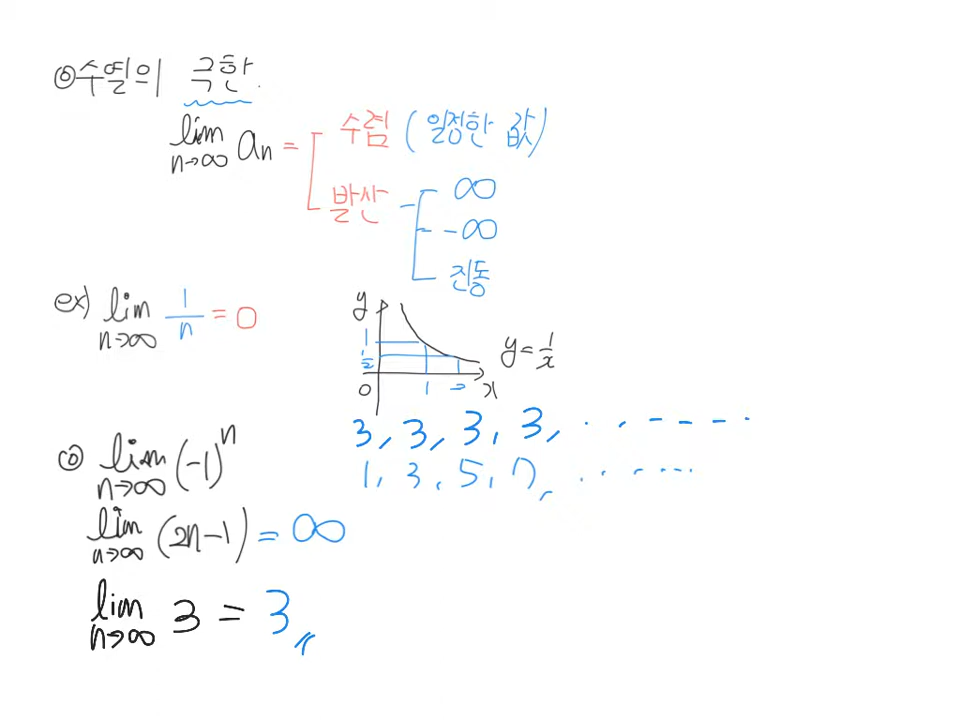 ◎수열의 극한.
lim n→∞ an = 수렴 (일정한 값)
발산 ∞
-∞
진동
ex) lim n→∞ 1/n = 0
y 1 1/2 0 1 2 x
y = 1/x
3, 3, 3, 3, ·········
1, 3, 5, 7, ········
◎ lim n→∞ (-1)^n
lim n→∞ (2n-1) = ∞
lim n→∞ 3 = 3